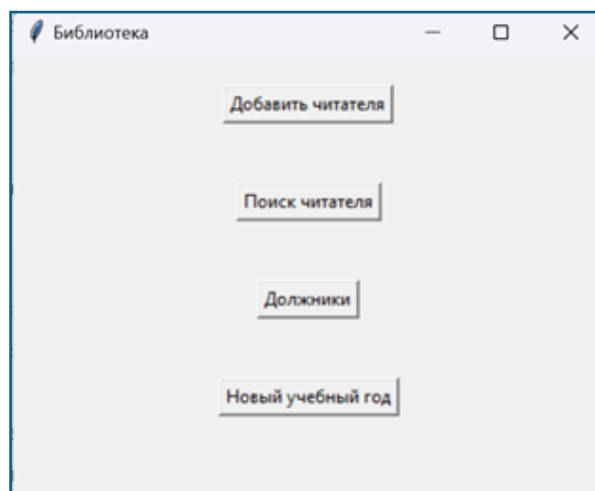 Библиотека
Добавить читателя
Поиск читателя
Должники
Новый учебный год